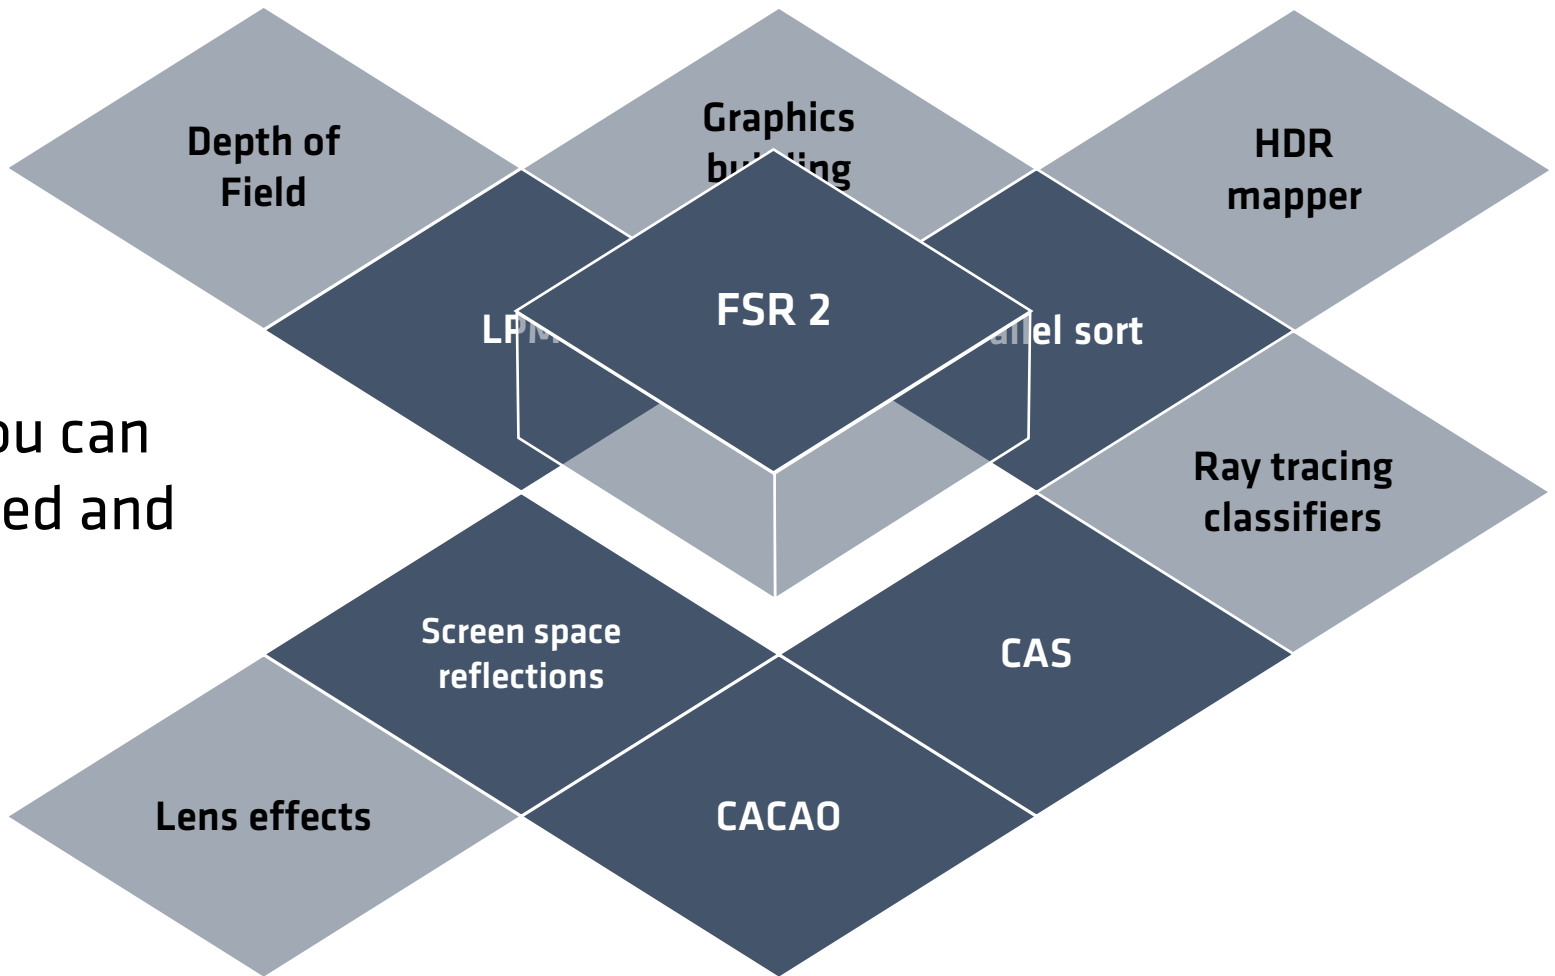 Depth of
Field
Graphics
HDR
mapper
FSR 2
LPM
sort
ou can
ed and
Ray tracing
classifiers
Screen space
reflections
CAS
Lens effects
CACAO